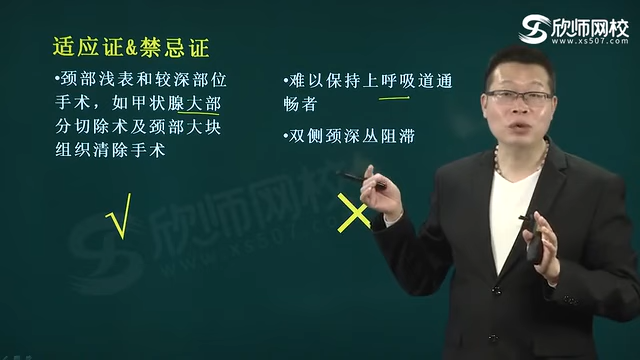 欣师网校
www.xs507.com
适应证&禁忌证
•颈部浅表和较深部位
手术，如甲状腺大部
分切除术及颈部大块
组织清除手术
•难以保持上呼吸道通
畅者
•双侧颈深丛阻滞
√
×
欣师网校
www.xs507.com